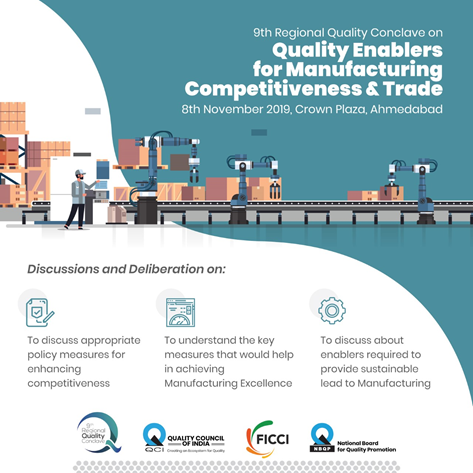 9th Regional Quality Conclave on
Quality Enablers
for Manufacturing
Competitiveness & Trade
8th November 2019, Crown Plaza, Ahmedabad
Discussions and Deliberation on:
To discuss appropriate
policy measures for
enhancing
competitiveness
To understand the key
measures that would help
in achieving
Manufacturing Excellence
To discuss about
enablers required to
provide sustainable
lead to Manufacturing
9th
Regional
Quality
Conclave
QCI
QUALITY COUNCIL
OF INDIA
Creating an Ecosystem for Quality
FICCI
NBQP
National Board
for Quality Promotion